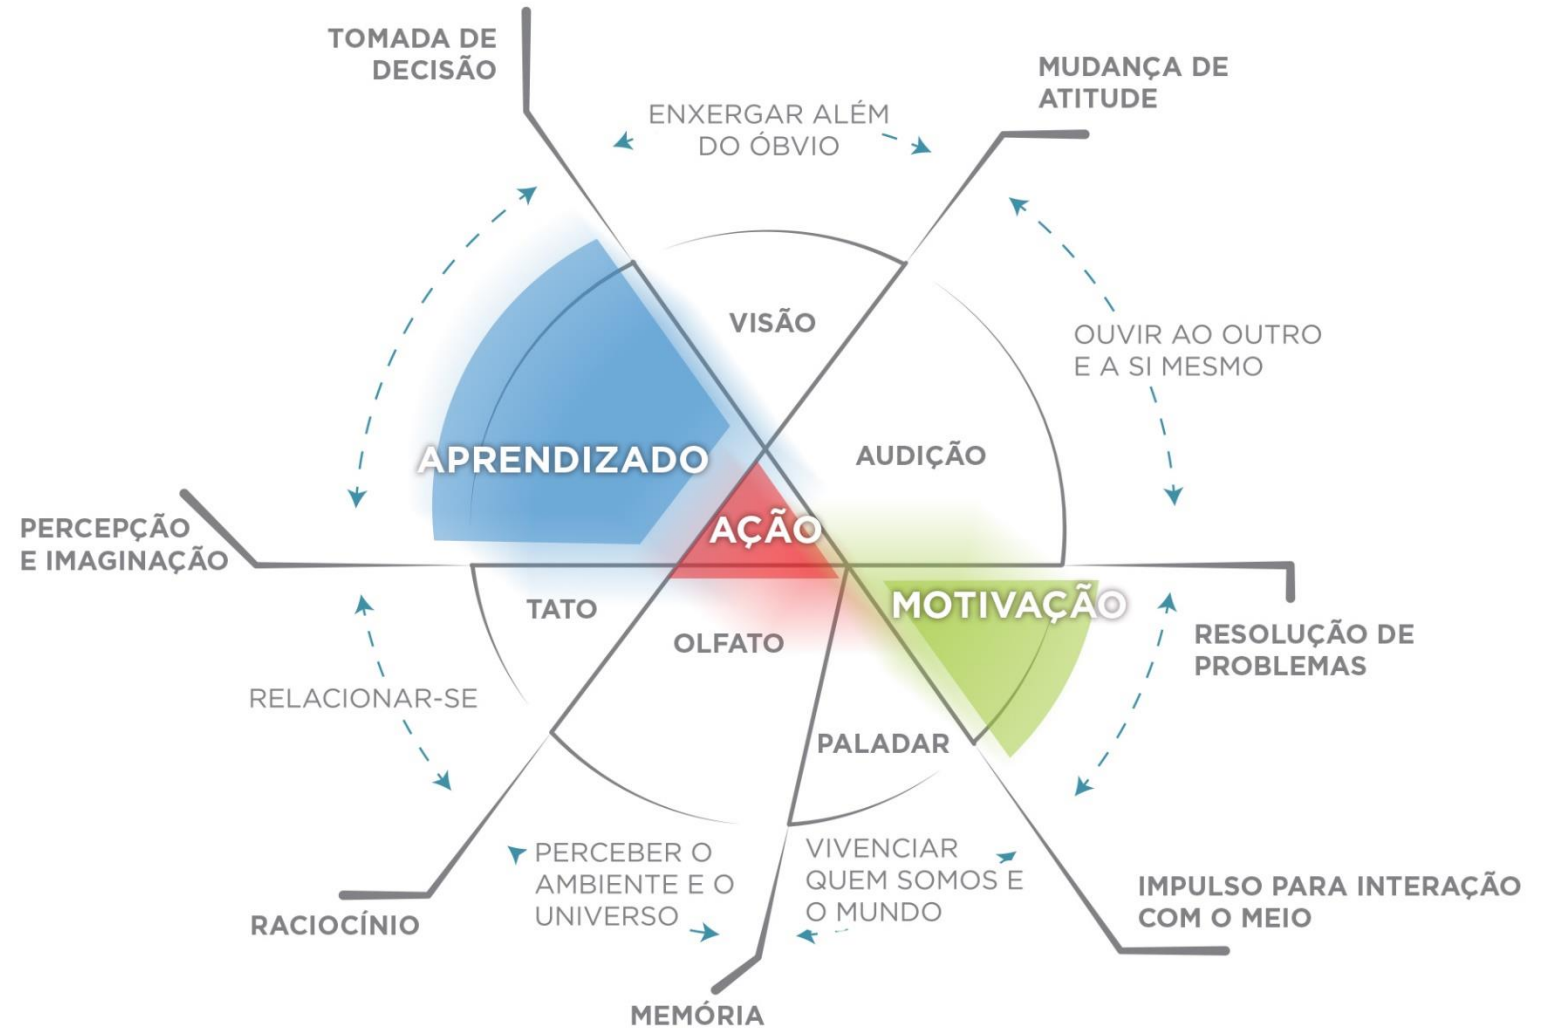 TOMADA DE
DECISÃO
MUDANÇA DE
ATITUDE
ENXERGAR ALÉM
DO ÓBVIO
VISÃO
OUVIR AO OUTRO
E A SI MESMO
APRENDIZADO
AUDIÇÃO
PERCEPÇÃO
E IMAGINAÇÃO
AÇÃO
TATO
MOTIVAÇÃO
OLFATO
RESOLUÇÃO DE
PROBLEMAS
RELACIONAR-SE
PALADAR
PERCEBER O
AMBIENTE E O
UNIVERSO
VIVENCIAR
QUEM SOMOS E
O MUNDO
IMPULSO PARA INTERAÇÃO
COM O MEIO
RACIOCÍNIO
MEMÓRIA